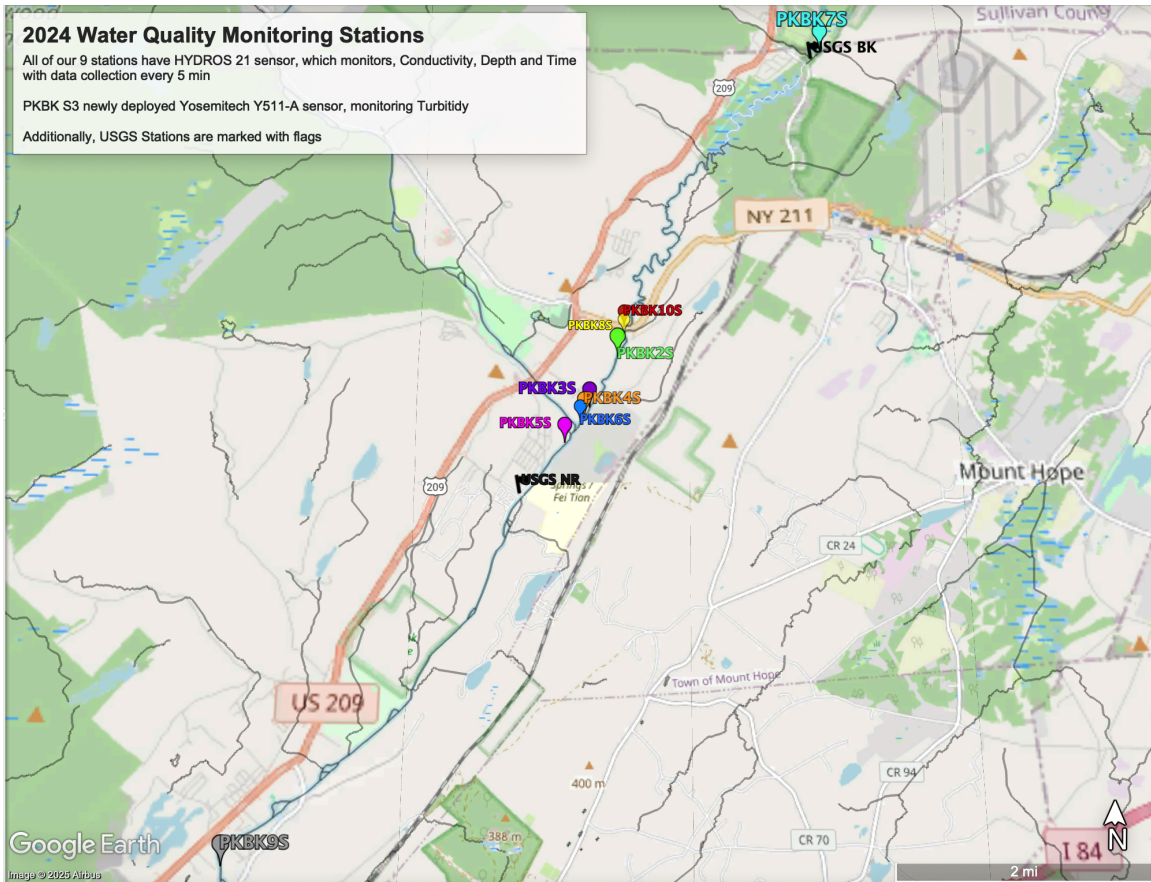 2024 Water Quality Monitoring Stations
All of our 9 stations have HYDROS 21 sensor, which monitors, Conductivity, Depth and Time
with data collection every 5 min
PKBK S3 newly deployed Yosemitech Y511-A sensor, monitoring Turbitidy
Additionally, USGS Stations are marked with flags
PKBK7S
Sullivan County
USGS BK
209
NY 211
PKBK10S
PKBK8S
PKBK2S
PKBK3S
PKBK4S
PKBK6S
PKBK5S
USGS NR
Springs /
Fei Tian
209
Mount Hope
CR 24
Town of Mount Hope
US 209
400 m
CR 94
388 m
CR 70
PKBK9S
N
I 84
2 mi
Google Earth
Image © 2025 Airbus